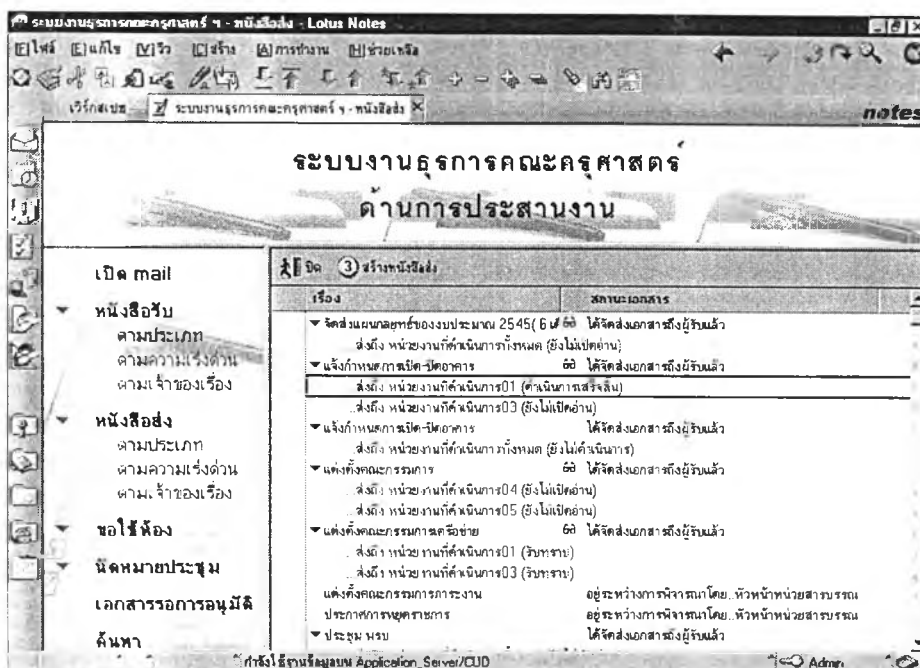 ระบบงานธุรการคณะครุศาสตร์ ฯ - หนังสือส่ง - Lotus Notes
[F]ไฟล์ [E]แก้ไข [V]วิว [C]สร้าง [A]การทำงาน [H]ช่วยเหลือ
เวิร์กสเปซ ระบบงานธุรการคณะครุศาสตร์ ฯ - หนังสือส่ง
notes
ระบบงานธุรการคณะครุศาสตร์
ด้านการประสานงาน
เปิด mail
หนังสือรับ
ตามประเภท
ตามความเร่งด่วน
ตามเจ้าของเรื่อง
หนังสือส่ง
ตามประเภท
ตามความเร่งด่วน
ตามเจ้าของเรื่อง
ขอใช้ห้อง
นัดหมายประชุม
เอกสารรอการอนุมัติ
ค้นหา
ปิด 3 สร้างหนังสือส่ง
เรื่อง สถานะเอกสาร
จัดส่งแผนกลยุทธ์ของงบประมาณ 2545( 6 ได้จัดส่งเอกสารถึงผู้รับแล้ว
...ส่งถึง หน่วยงานที่ดำเนินการทั้งหมด (ยังไม่เปิดอ่าน)
แจ้งกำหนดการเปิด-ปิดอาคาร ได้จัดส่งเอกสารถึงผู้รับแล้ว
...ส่งถึง หน่วยงานที่ดำเนินการ01 (ดำเนินการเสร็จสิ้น)
...ส่งถึง หน่วยงานที่ดำเนินการ03 (ยังไม่เปิดอ่าน)
แจ้งกำหนดการเปิด-ปิดอาคาร ได้จัดส่งเอกสารถึงผู้รับแล้ว
...ส่งถึง หน่วยงานที่ดำเนินการทั้งหมด (ยังไม่ดำเนินการ)
แต่งตั้งคณะกรรมการ ได้จัดส่งเอกสารถึงผู้รับแล้ว
...ส่งถึง หน่วยงานที่ดำเนินการ04 (ยังไม่เปิดอ่าน)
...ส่งถึง หน่วยงานที่ดำเนินการ05 (ยังไม่เปิดอ่าน)
แต่งตั้งคณะกรรมการเครือข่าย ได้จัดส่งเอกสารถึงผู้รับแล้ว
...ส่งถึง หน่วยงานที่ดำเนินการ01 (รับทราบ)
...ส่งถึง หน่วยงานที่ดำเนินการ03 (รับทราบ)
แต่งตั้งคณะกรรมการภาระงาน อยู่ระหว่างการพิจารณาโดย..หัวหน้าหน่วยสารบรรณ
ประกาศการหยุดราชการ อยู่ระหว่างการพิจารณาโดย..หัวหน้าหน่วยสารบรรณ
ประชุม พรบ ได้จัดส่งเอกสารถึงผู้รับแล้ว
กำลังใช้ฐานข้อมูลบน Application_Server/CUD Admin